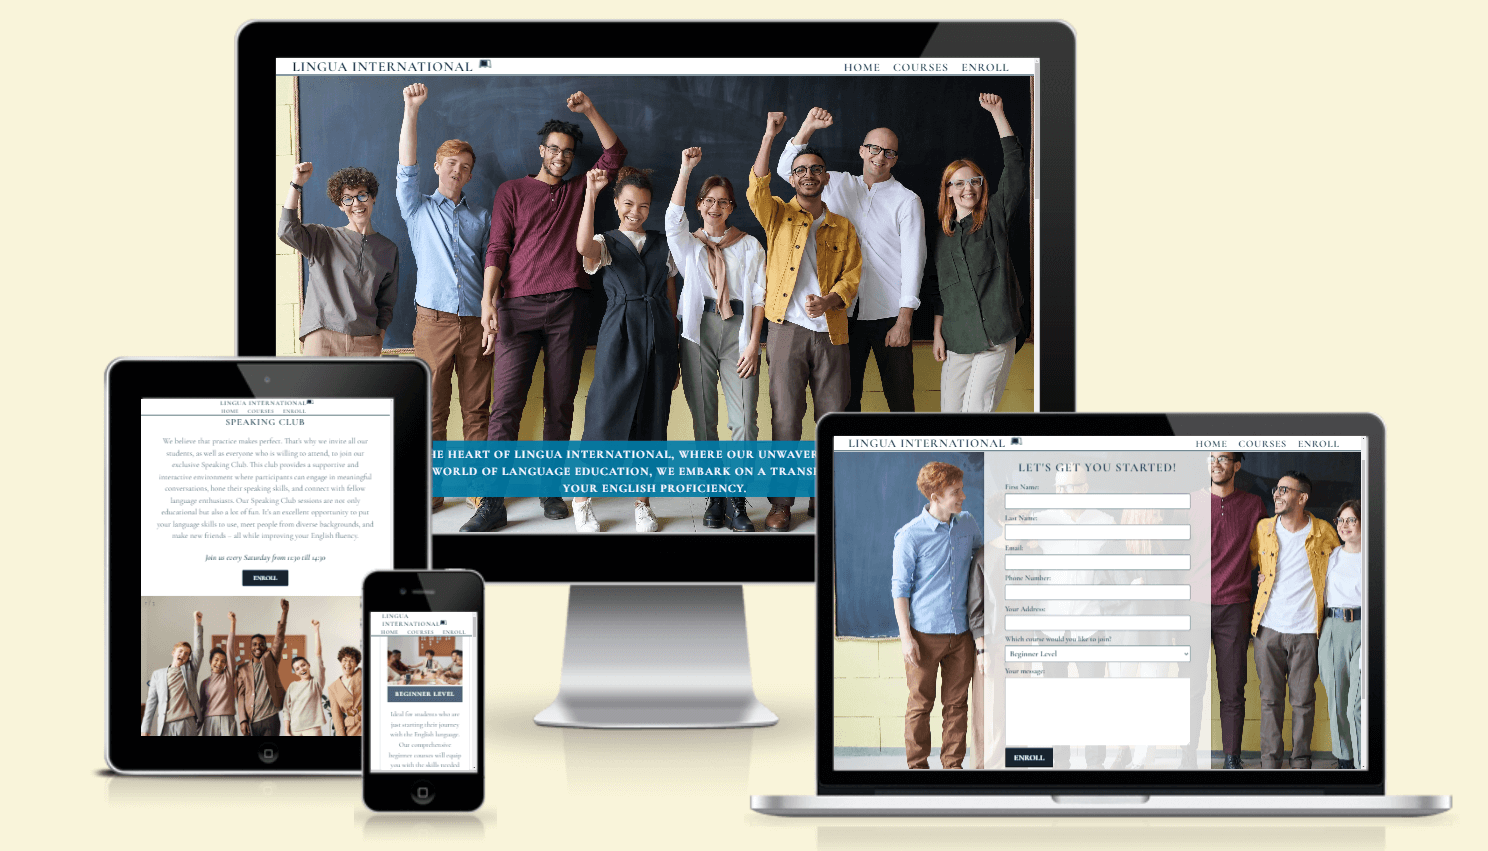 LINGUA INTERNATIONAL
HOME COURSES ENROLL
HE HEART OF LINGUA INTERNATIONAL, WHERE OUR UNWAVER
WORLD OF LANGUAGE EDUCATION, WE EMBARK ON A TRANS
YOUR ENGLISH PROFICIENCY.
LINGUA INTERNATIONAL
HOME COURSES ENROLL
SPEAKING CLUB
We believe that practice makes perfect. That's why we invite all our
students, as well as everyone who is willing to attend, to join our
exclusive Speaking Club. This club provides a supportive and
interactive environment where participants can engage in meaningful
conversations, hone their speaking skills, and connect with fellow
language enthusiasts. Our Speaking Club sessions are not only
educational but also a lot of fun. It's an excellent opportunity to put
your language skills to use, meet people from diverse backgrounds, and
make new friends – all while improving your English fluency.
Join us every Saturday from 12:30 till 14:30
ENROLL
1 / 2
LINGUA
INTERNATIONAL
HOME COURSES ENROLL
BEGINNER LEVEL
Ideal for students who are
just starting their journey
with the English language.
Our comprehensive
beginner courses will equip
you with the skills needed
LINGUA INTERNATIONAL
HOME COURSES ENROLL
LET'S GET YOU STARTED!
First Name:
Last Name:
Email:
Phone Number:
Your Address:
Which course would you like to join?
Beginner Level
Your message:
ENROLL